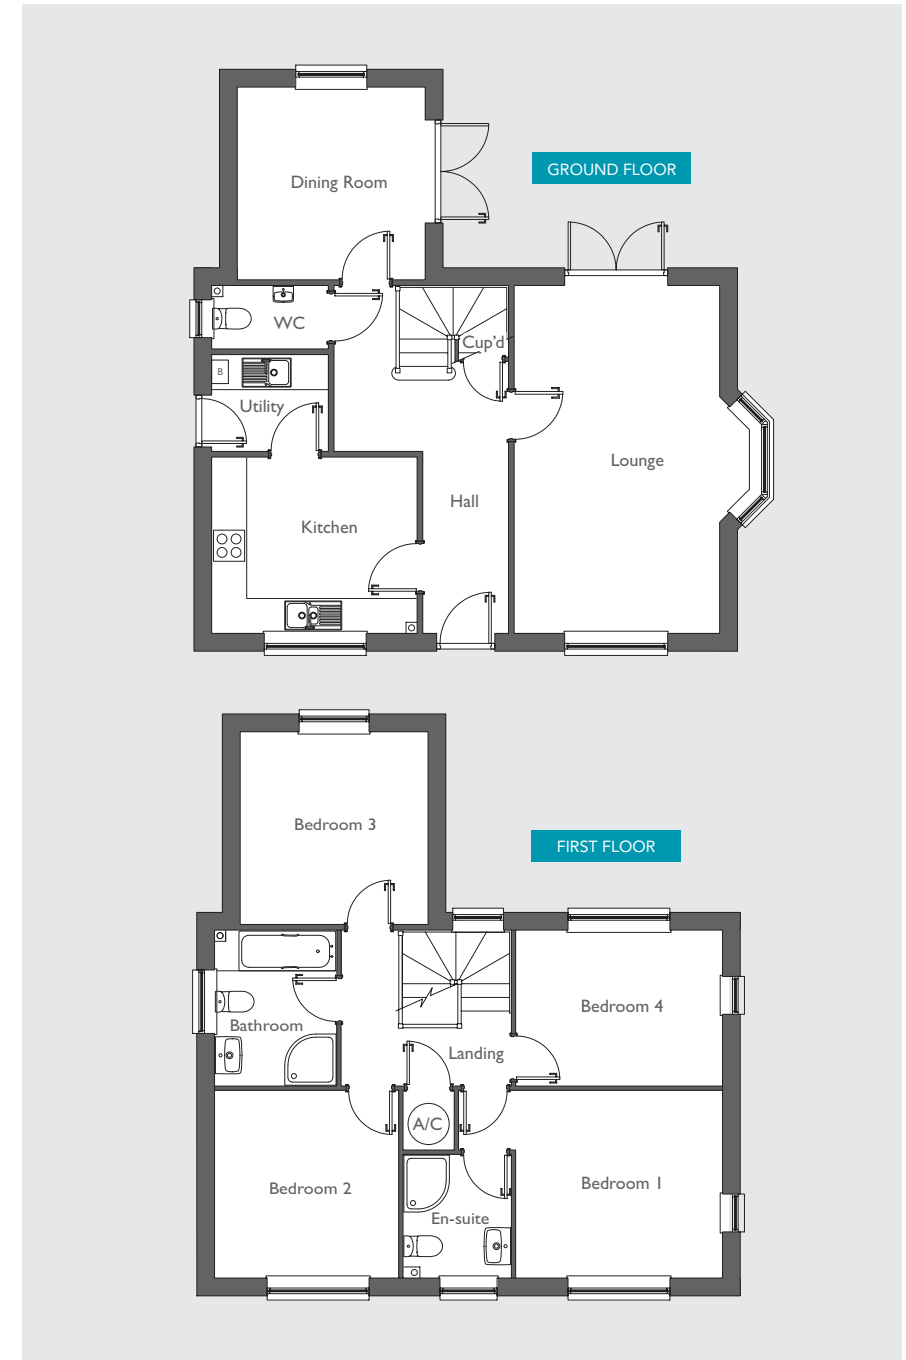 Dining Room
GROUND FLOOR
WC
Cup'd
B
Utility
Lounge
Hall
Kitchen
Bedroom 3
FIRST FLOOR
Bedroom 4
Bathroom
Landing
A/C
Bedroom 2
Bedroom 1
En-suite